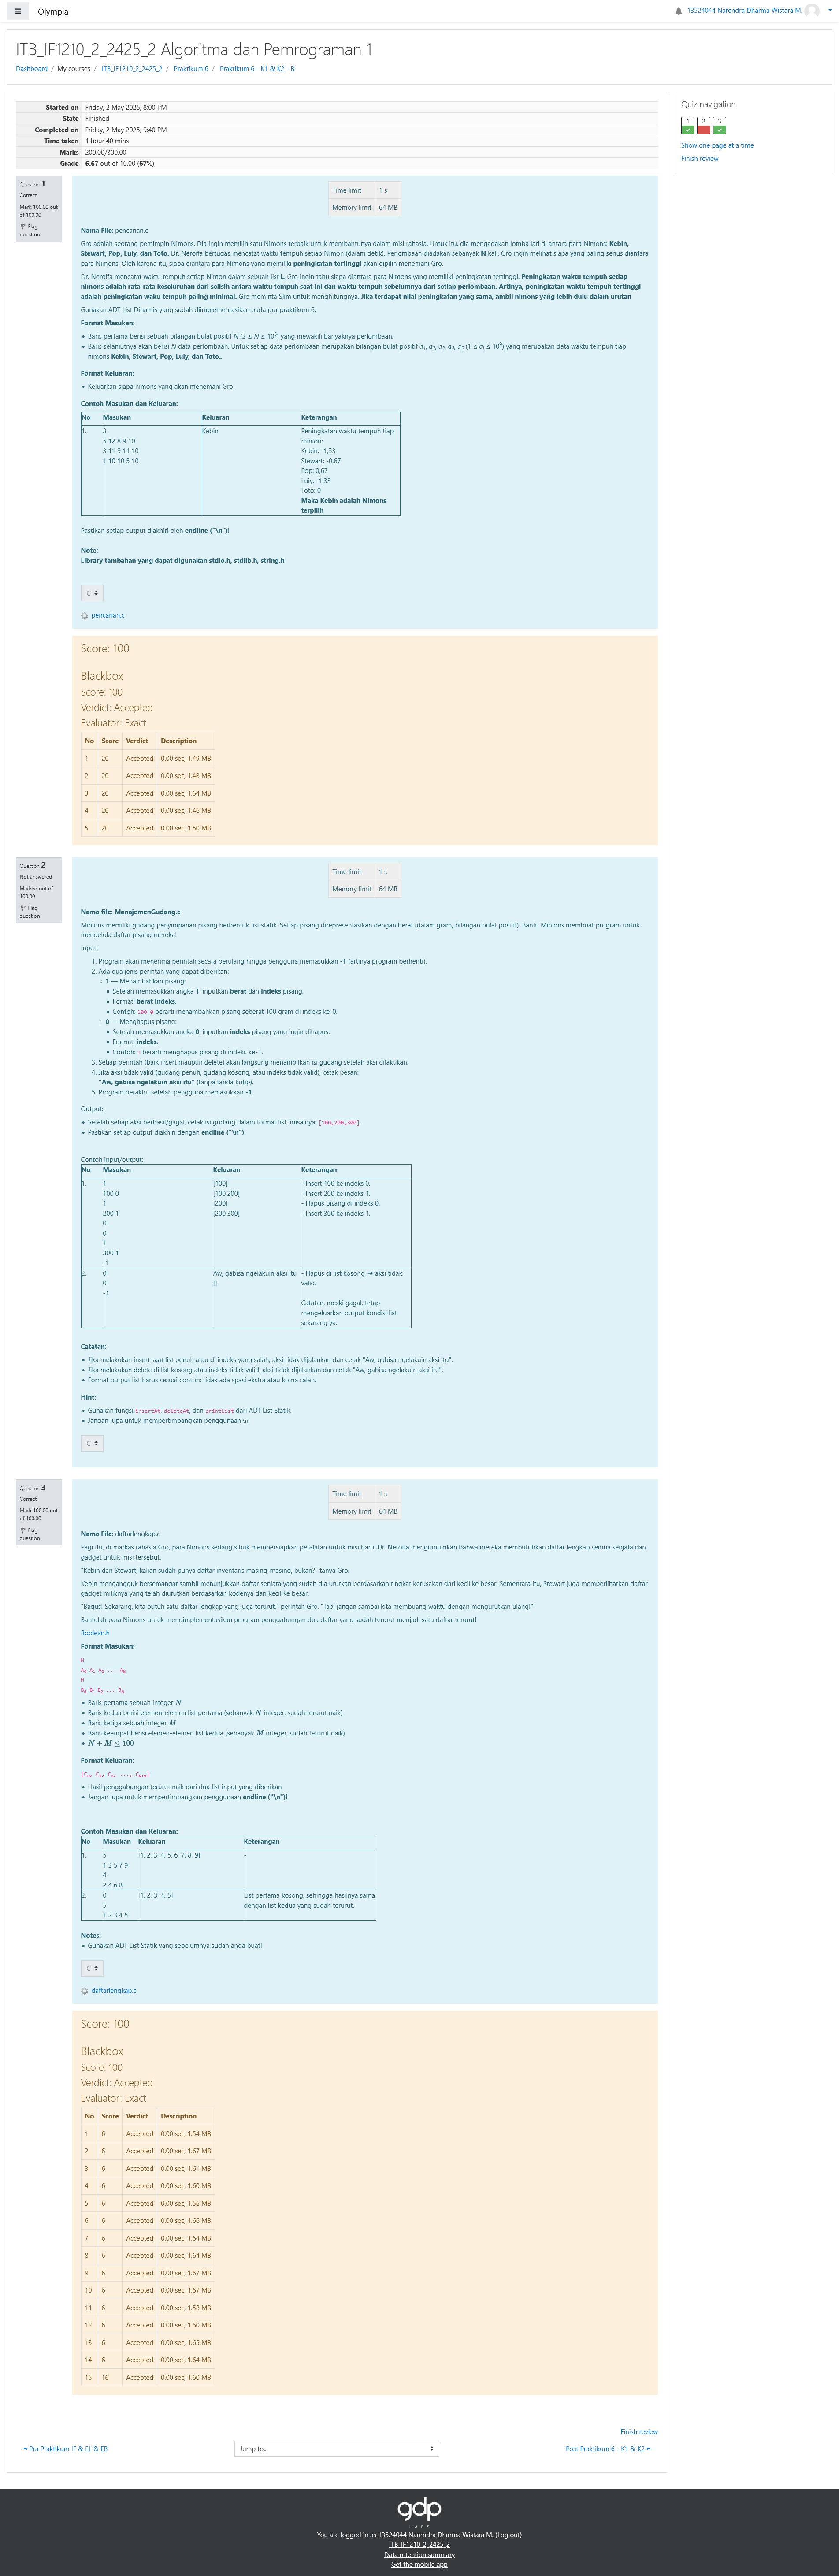 Olympia
13524044 Narendra Dharma Wistara M.
ITB_IF1210_2_2425_2 Algoritma dan Pemrograman 1
Dashboard / My courses / ITB_IF1210_2_2425_2 / Praktikum 6 / Praktikum 6 - K1 & K2 - B
Quiz navigation
1 2 3
Show one page at a time
Finish review
Started on Friday, 2 May 2025, 8:00 PM
State Finished
Completed on Friday, 2 May 2025, 9:40 PM
Time taken 1 hour 40 mins
Marks 200.00/300.00
Grade 6.67 out of 10.00 (67%)
Question 1
Correct
Mark 100.00 out
of 100.00
Flag
question
Time limit 1 s
Memory limit 64 MB
Nama File: pencarian.c
Gro adalah seorang pemimpin Nimons. Dia ingin memilih satu Nimons terbaik untuk membantunya dalam misi rahasia. Untuk itu, dia mengadakan lomba lari di antara para Nimons: Kebin,
Stewart, Pop, Luiy, dan Toto. Dr. Neroifa bertugas mencatat waktu tempuh setiap Nimon (dalam detik). Perlombaan diadakan sebanyak N kali. Gro ingin melihat siapa yang paling serius diantara
para Nimons. Oleh karena itu, siapa diantara para Nimons yang memiliki peningkatan tertinggi akan dipilih menemani Gro.
Dr. Neroifa mencatat waktu tempuh setiap Nimon dalam sebuah list L. Gro ingin tahu siapa diantara para Nimons yang memiliki peningkatan tertinggi. Peningkatan waktu tempuh setiap
nimons adalah rata-rata keseluruhan dari selisih antara waktu tempuh saat ini dan waktu tempuh sebelumnya dari setiap perlombaan. Artinya, peningkatan waktu tempuh tertinggi
adalah peningkatan waku tempuh paling minimal. Gro meminta Slim untuk menghitungnya. Jika terdapat nilai peningkatan yang sama, ambil nimons yang lebih dulu dalam urutan
Gunakan ADT List Dinamis yang sudah diimplementasikan pada pra-praktikum 6.
Format Masukan:
• Baris pertama berisi sebuah bilangan bulat positif N (2 ≤ N ≤ 10⁵) yang mewakili banyaknya perlombaan.
• Baris selanjutnya akan berisi N data perlombaan. Untuk setiap data perlombaan merupakan bilangan bulat positif a₁, a₂, a₃, a₄, a₅ (1 ≤ aᵢ ≤ 10⁹) yang merupakan data waktu tempuh tiap
nimons Kebin, Stewart, Pop, Luiy, dan Toto..
Format Keluaran:
• Keluarkan siapa nimons yang akan menemani Gro.
Contoh Masukan dan Keluaran:
No Masukan Keluaran Keterangan
1. 3 Kebin Peningkatan waktu tempuh tiap
5 12 8 9 10 minion:
3 11 9 11 10 Kebin: -1,33
1 10 10 5 10 Stewart: -0,67
Pop: 0,67
Luiy: -1,33
Toto: 0
Maka Kebin adalah Nimons
terpilih
Pastikan setiap output diakhiri oleh endline ("\n")!
Note:
Library tambahan yang dapat digunakan stdio.h, stdlib.h, string.h
C
pencarian.c
Score: 100
Blackbox
Score: 100
Verdict: Accepted
Evaluator: Exact
No Score Verdict Description
1 20 Accepted 0.00 sec, 1.49 MB
2 20 Accepted 0.00 sec, 1.48 MB
3 20 Accepted 0.00 sec, 1.64 MB
4 20 Accepted 0.00 sec, 1.46 MB
5 20 Accepted 0.00 sec, 1.50 MB
Question 2
Not answered
Marked out of
100.00
Flag
question
Time limit 1 s
Memory limit 64 MB
Nama file: ManajemenGudang.c
Minions memiliki gudang penyimpanan pisang berbentuk list statik. Setiap pisang direpresentasikan dengan berat (dalam gram, bilangan bulat positif). Bantu Minions membuat program untuk
mengelola daftar pisang mereka!
Input:
1. Program akan menerima perintah secara berulang hingga pengguna memasukkan -1 (artinya program berhenti).
2. Ada dua jenis perintah yang dapat diberikan:
◦ 1 — Menambahkan pisang:
▪ Setelah memasukkan angka 1, inputkan berat dan indeks pisang.
▪ Format: berat indeks.
▪ Contoh: 100 0 berarti menambahkan pisang seberat 100 gram di indeks ke-0.
◦ 0 — Menghapus pisang:
▪ Setelah memasukkan angka 0, inputkan indeks pisang yang ingin dihapus.
▪ Format: indeks.
▪ Contoh: 1 berarti menghapus pisang di indeks ke-1.
3. Setiap perintah (baik insert maupun delete) akan langsung menampilkan isi gudang setelah aksi dilakukan.
4. Jika aksi tidak valid (gudang penuh, gudang kosong, atau indeks tidak valid), cetak pesan:
"Aw, gabisa ngelakuin aksi itu" (tanpa tanda kutip).
5. Program berakhir setelah pengguna memasukkan -1.
Output:
• Setelah setiap aksi berhasil/gagal, cetak isi gudang dalam format list, misalnya: [100,200,300].
• Pastikan setiap output diakhiri dengan endline ("\n").
Contoh input/output:
No Masukan Keluaran Keterangan
1. 1 [100] - Insert 100 ke indeks 0.
100 0 [100,200] - Insert 200 ke indeks 1.
1 [200] - Hapus pisang di indeks 0.
200 1 [200,300] - Insert 300 ke indeks 1.
0
0
1
300 1
-1
2. 0 Aw, gabisa ngelakuin aksi itu - Hapus di list kosong ➔ aksi tidak
0 [] valid.
-1
Catatan, meski gagal, tetap
mengeluarkan output kondisi list
sekarang ya.
Catatan:
• Jika melakukan insert saat list penuh atau di indeks yang salah, aksi tidak dijalankan dan cetak "Aw, gabisa ngelakuin aksi itu".
• Jika melakukan delete di list kosong atau indeks tidak valid, aksi tidak dijalankan dan cetak "Aw, gabisa ngelakuin aksi itu".
• Format output list harus sesuai contoh: tidak ada spasi ekstra atau koma salah.
Hint:
• Gunakan fungsi insertAt, deleteAt, dan printList dari ADT List Statik.
• Jangan lupa untuk mempertimbangkan penggunaan \n
C
Question 3
Correct
Mark 100.00 out
of 100.00
Flag
question
Time limit 1 s
Memory limit 64 MB
Nama File: daftarlengkap.c
Pagi itu, di markas rahasia Gro, para Nimons sedang sibuk mempersiapkan peralatan untuk misi baru. Dr. Neroifa mengumumkan bahwa mereka membutuhkan daftar lengkap semua senjata dan
gadget untuk misi tersebut.
"Kebin dan Stewart, kalian sudah punya daftar inventaris masing-masing, bukan?" tanya Gro.
Kebin mengangguk bersemangat sambil menunjukkan daftar senjata yang sudah dia urutkan berdasarkan tingkat kerusakan dari kecil ke besar. Sementara itu, Stewart juga memperlihatkan daftar
gadget miliknya yang telah diurutkan berdasarkan kodenya dari kecil ke besar.
"Bagus! Sekarang, kita butuh satu daftar lengkap yang juga terurut," perintah Gro. "Tapi jangan sampai kita membuang waktu dengan mengurutkan ulang!"
Bantulah para Nimons untuk mengimplementasikan program penggabungan dua daftar yang sudah terurut menjadi satu daftar terurut!
Boolean.h
Format Masukan:
N
M
• Baris pertama sebuah integer N
• Baris kedua berisi elemen-elemen list pertama (sebanyak N integer, sudah terurut naik)
• Baris ketiga sebuah integer M
• Baris keempat berisi elemen-elemen list kedua (sebanyak M integer, sudah terurut naik)
• N + M ≤ 100
Format Keluaran:
• Hasil penggabungan terurut naik dari dua list input yang diberikan
• Jangan lupa untuk mempertimbangkan penggunaan endline ("\n")!
Contoh Masukan dan Keluaran:
No Masukan Keluaran Keterangan
1. 5 [1, 2, 3, 4, 5, 6, 7, 8, 9] -
1 3 5 7 9
4
2 4 6 8
2. 0 [1, 2, 3, 4, 5] List pertama kosong, sehingga hasilnya sama
5 dengan list kedua yang sudah terurut.
1 2 3 4 5
Notes:
• Gunakan ADT List Statik yang sebelumnya sudah anda buat!
C
daftarlengkap.c
Score: 100
Blackbox
Score: 100
Verdict: Accepted
Evaluator: Exact
No Score Verdict Description
1 6 Accepted 0.00 sec, 1.54 MB
2 6 Accepted 0.00 sec, 1.67 MB
3 6 Accepted 0.00 sec, 1.61 MB
4 6 Accepted 0.00 sec, 1.60 MB
5 6 Accepted 0.00 sec, 1.56 MB
6 6 Accepted 0.00 sec, 1.66 MB
7 6 Accepted 0.00 sec, 1.64 MB
8 6 Accepted 0.00 sec, 1.64 MB
9 6 Accepted 0.00 sec, 1.67 MB
10 6 Accepted 0.00 sec, 1.67 MB
11 6 Accepted 0.00 sec, 1.58 MB
12 6 Accepted 0.00 sec, 1.60 MB
13 6 Accepted 0.00 sec, 1.65 MB
14 6 Accepted 0.00 sec, 1.64 MB
15 16 Accepted 0.00 sec, 1.60 MB
Finish review
◄ Pra Praktikum IF & EL & EB
Jump to...
Post Praktikum 6 - K1 & K2 ►
gdp
LABS
You are logged in as 13524044 Narendra Dharma Wistara M. (Log out)
ITB_IF1210_2_2425_2
Data retention summary
Get the mobile app